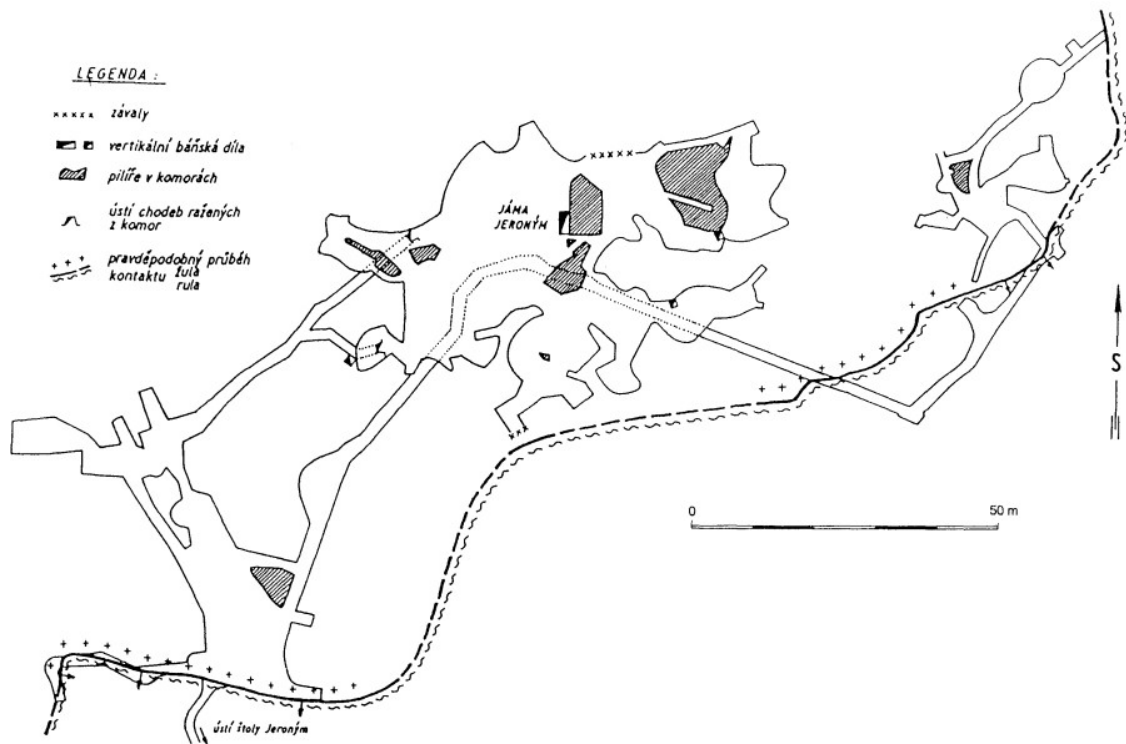 LEGENDA :
závaly
vertikální báňská díla
pilíře v komorách
ústí chodeb ražených
z komor
pravděpodobný průběh
kontaktu žula
rula
JÁMA
JERONÝM
S
0 50 m
ústí štoly Jeroným